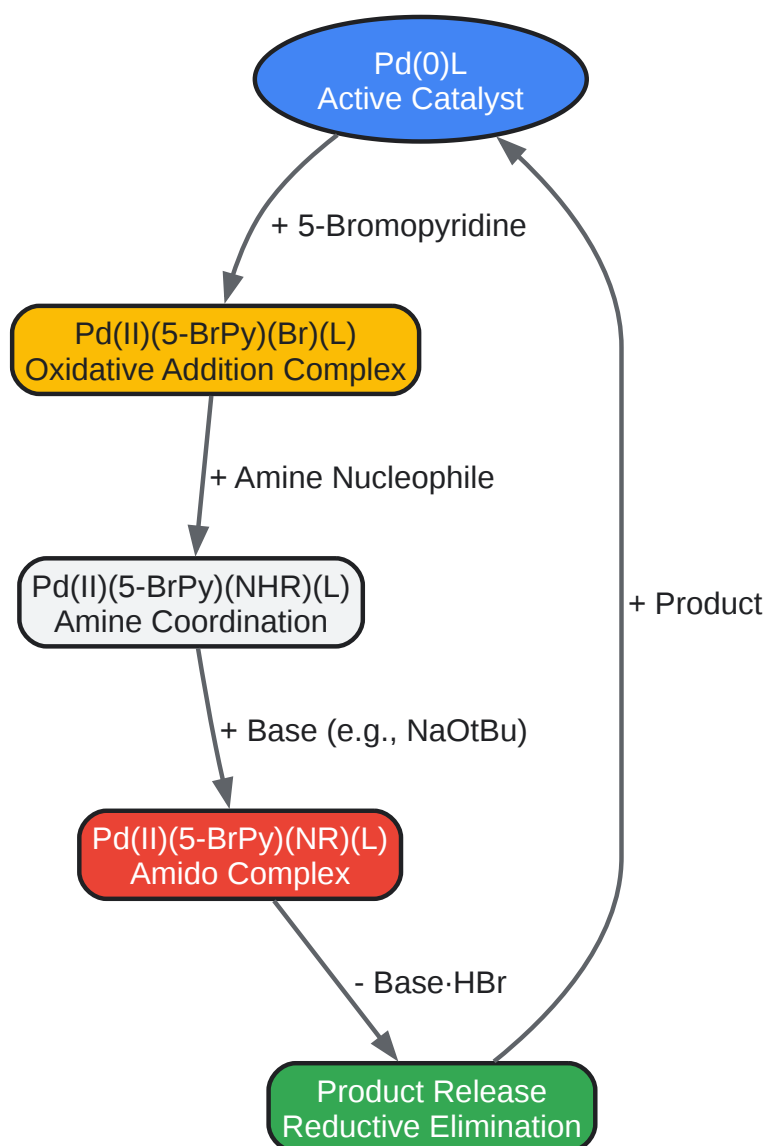 Pd(0)L
Active Catalyst
+ 5-Bromopyridine
Pd(II)(5-BrPy)(Br)(L)
Oxidative Addition Complex
+ Amine Nucleophile
Pd(II)(5-BrPy)(NHR)(L)
Amine Coordination
+ Product
+ Base (e.g., NaOtBu)
Pd(II)(5-BrPy)(NR)(L)
Amido Complex
- Base·HBr
Product Release
Reductive Elimination